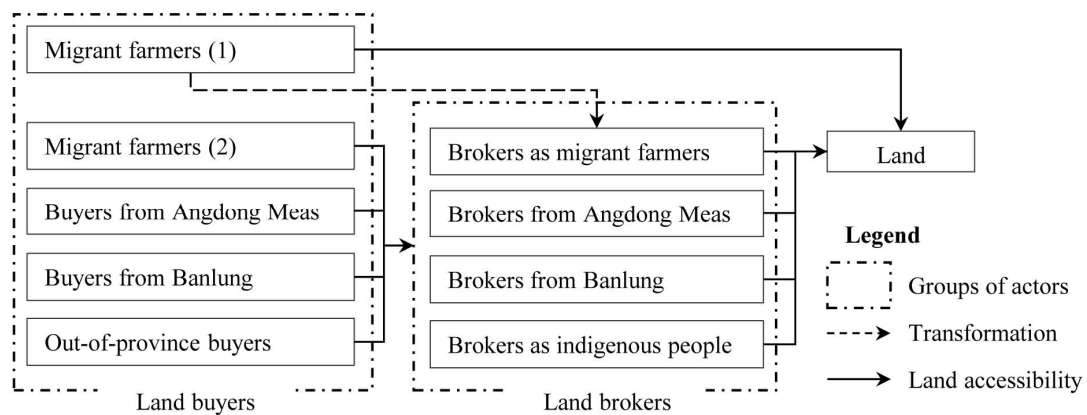 Migrant farmers (1)
Migrant farmers (2)
Buyers from Angdong Meas
Buyers from Banlung
Out-of-province buyers
Land buyers
Brokers as migrant farmers
Brokers from Angdong Meas
Brokers from Banlung
Brokers as indigenous people
Land brokers
Land
Legend
Groups of actors
Transformation
Land accessibility